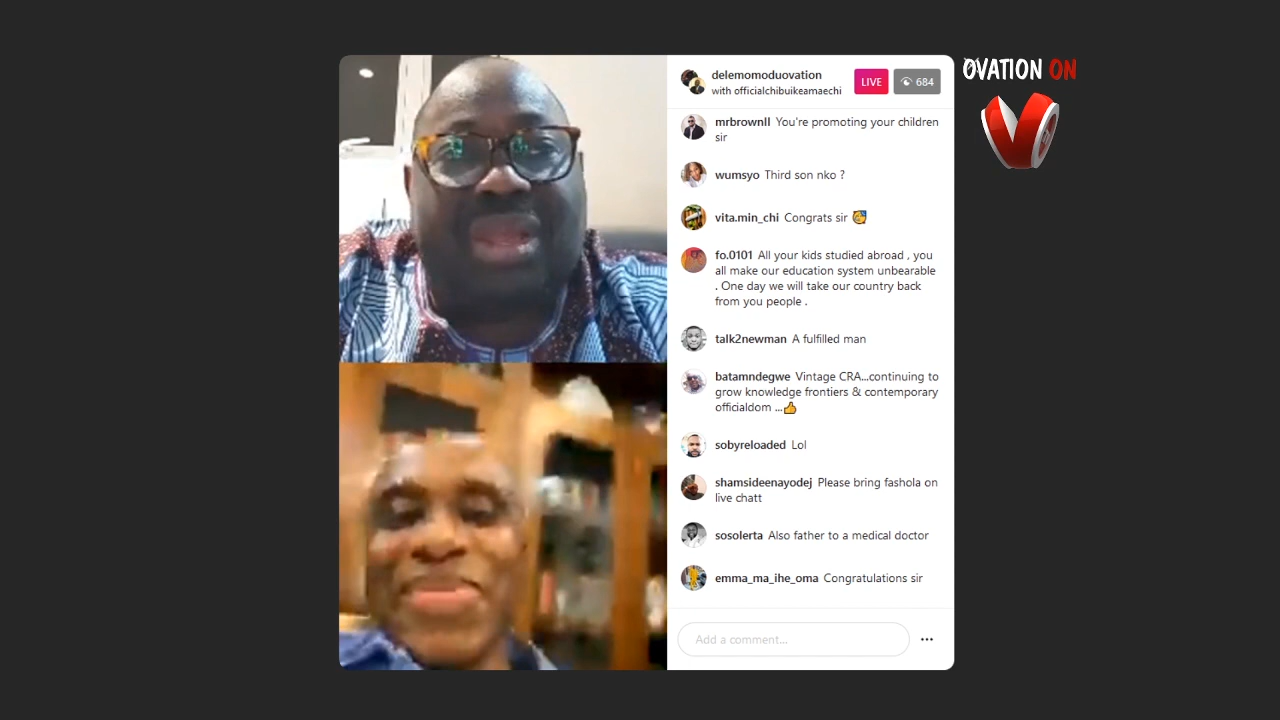 delemomoduovation
with officialchibuikeamaechi
LIVE
684
OVATION ON
V
mrbrownll You're promoting your children
sir
wumsyo Third son nko ?
vita.min_chi Congrats sir 🥰
fo.0101 All your kids studied abroad , you
all make our education system unbearable
. One day we will take our country back
from you people .
talk2newman A fulfilled man
batamndegwe Vintage CRA...continuing to
grow knowledge frontiers & contemporary
officialdom ...👍
sobyreloaded Lol
shamsideenayodej Please bring fashola on
live chatt
sosolerta Also father to a medical doctor
emma_ma_ihe_oma Congratulations sir
Add a comment...